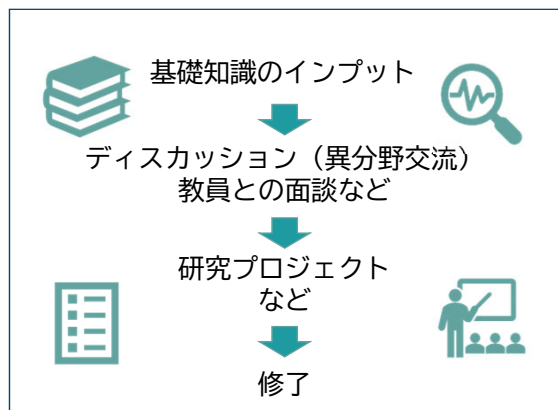 基礎知識のインプット
ディスカッション（異分野交流）
教員との面談など
研究プロジェクト
など
修了